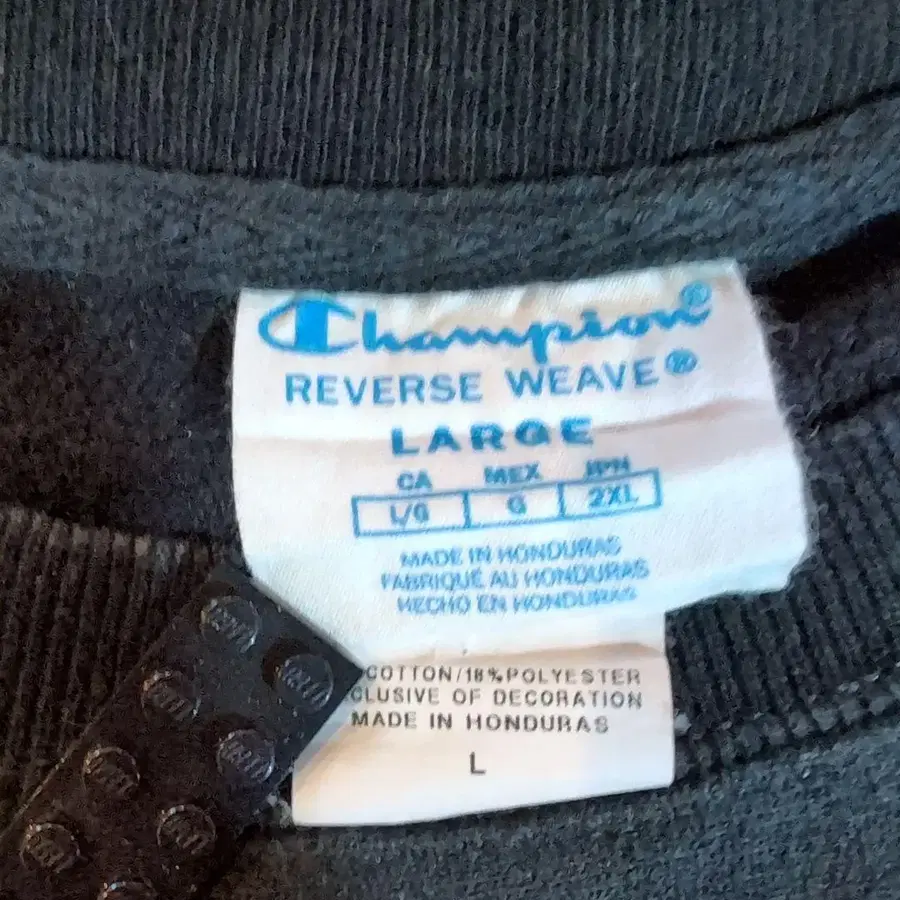 Champion®
REVERSE WEAVE®
LARGE
CA MEX JPN
L/G G 2XL
MADE IN HONDURAS
FABRIQUÉ AU HONDURAS
HECHO EN HONDURAS
COTTON/18%POLYESTER
CLUSIVE OF DECORATION
MADE IN HONDURAS
L